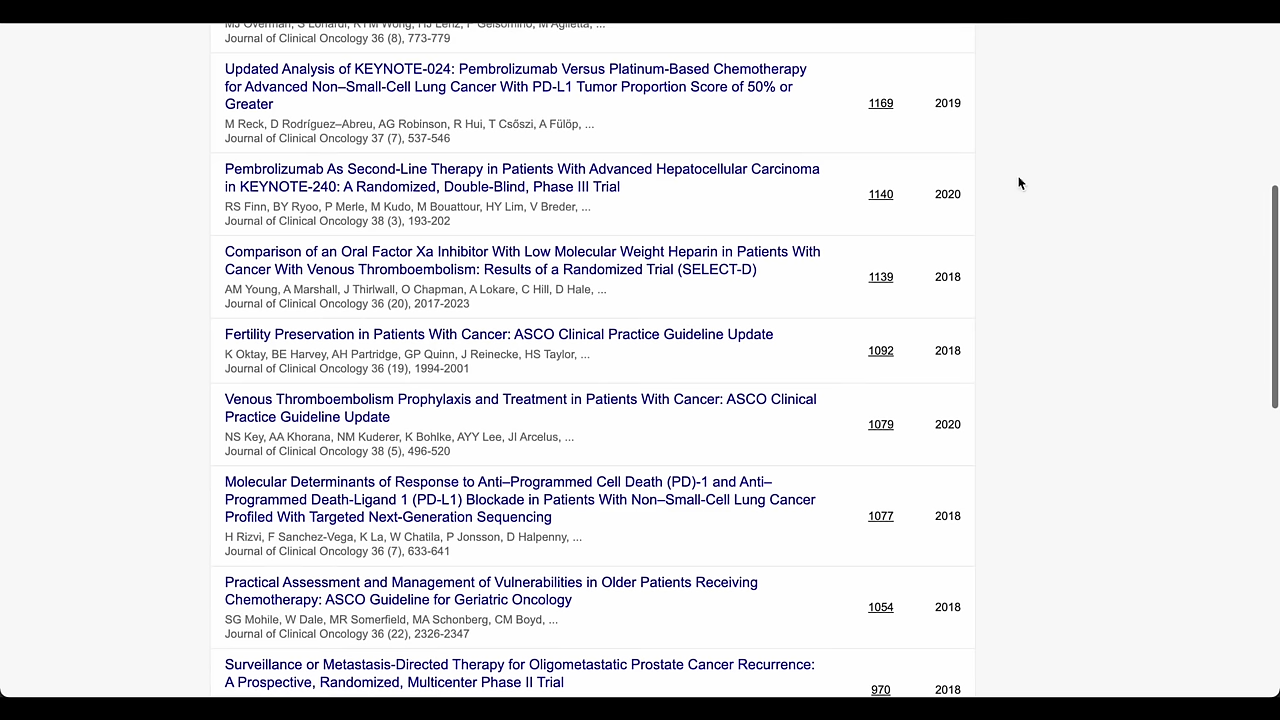 MJ Overman, S Lonardi, KYM Wong, HJ Lenz, F Gelsomino, M Aglietta, ...
Journal of Clinical Oncology 36 (8), 773-779
Updated Analysis of KEYNOTE-024: Pembrolizumab Versus Platinum-Based Chemotherapy
for Advanced Non–Small-Cell Lung Cancer With PD-L1 Tumor Proportion Score of 50% or
Greater
1169
2019
M Reck, D Rodríguez–Abreu, AG Robinson, R Hui, T Csőszi, A Fülöp, ...
Journal of Clinical Oncology 37 (7), 537-546
Pembrolizumab As Second-Line Therapy in Patients With Advanced Hepatocellular Carcinoma
in KEYNOTE-240: A Randomized, Double-Blind, Phase III Trial
1140
2020
RS Finn, BY Ryoo, P Merle, M Kudo, M Bouattour, HY Lim, V Breder, ...
Journal of Clinical Oncology 38 (3), 193-202
Comparison of an Oral Factor Xa Inhibitor With Low Molecular Weight Heparin in Patients With
Cancer With Venous Thromboembolism: Results of a Randomized Trial (SELECT-D)
1139
2018
AM Young, A Marshall, J Thirlwall, O Chapman, A Lokare, C Hill, D Hale, ...
Journal of Clinical Oncology 36 (20), 2017-2023
Fertility Preservation in Patients With Cancer: ASCO Clinical Practice Guideline Update
1092
2018
K Oktay, BE Harvey, AH Partridge, GP Quinn, J Reinecke, HS Taylor, ...
Journal of Clinical Oncology 36 (19), 1994-2001
Venous Thromboembolism Prophylaxis and Treatment in Patients With Cancer: ASCO Clinical
Practice Guideline Update
1079
2020
NS Key, AA Khorana, NM Kuderer, K Bohlke, AYY Lee, JI Arcelus, ...
Journal of Clinical Oncology 38 (5), 496-520
Molecular Determinants of Response to Anti–Programmed Cell Death (PD)-1 and Anti–
Programmed Death-Ligand 1 (PD-L1) Blockade in Patients With Non–Small-Cell Lung Cancer
Profiled With Targeted Next-Generation Sequencing
1077
2018
H Rizvi, F Sanchez-Vega, K La, W Chatila, P Jonsson, D Halpenny, ...
Journal of Clinical Oncology 36 (7), 633-641
Practical Assessment and Management of Vulnerabilities in Older Patients Receiving
Chemotherapy: ASCO Guideline for Geriatric Oncology
1054
2018
SG Mohile, W Dale, MR Somerfield, MA Schonberg, CM Boyd, ...
Journal of Clinical Oncology 36 (22), 2326-2347
Surveillance or Metastasis-Directed Therapy for Oligometastatic Prostate Cancer Recurrence:
A Prospective, Randomized, Multicenter Phase II Trial
970
2018